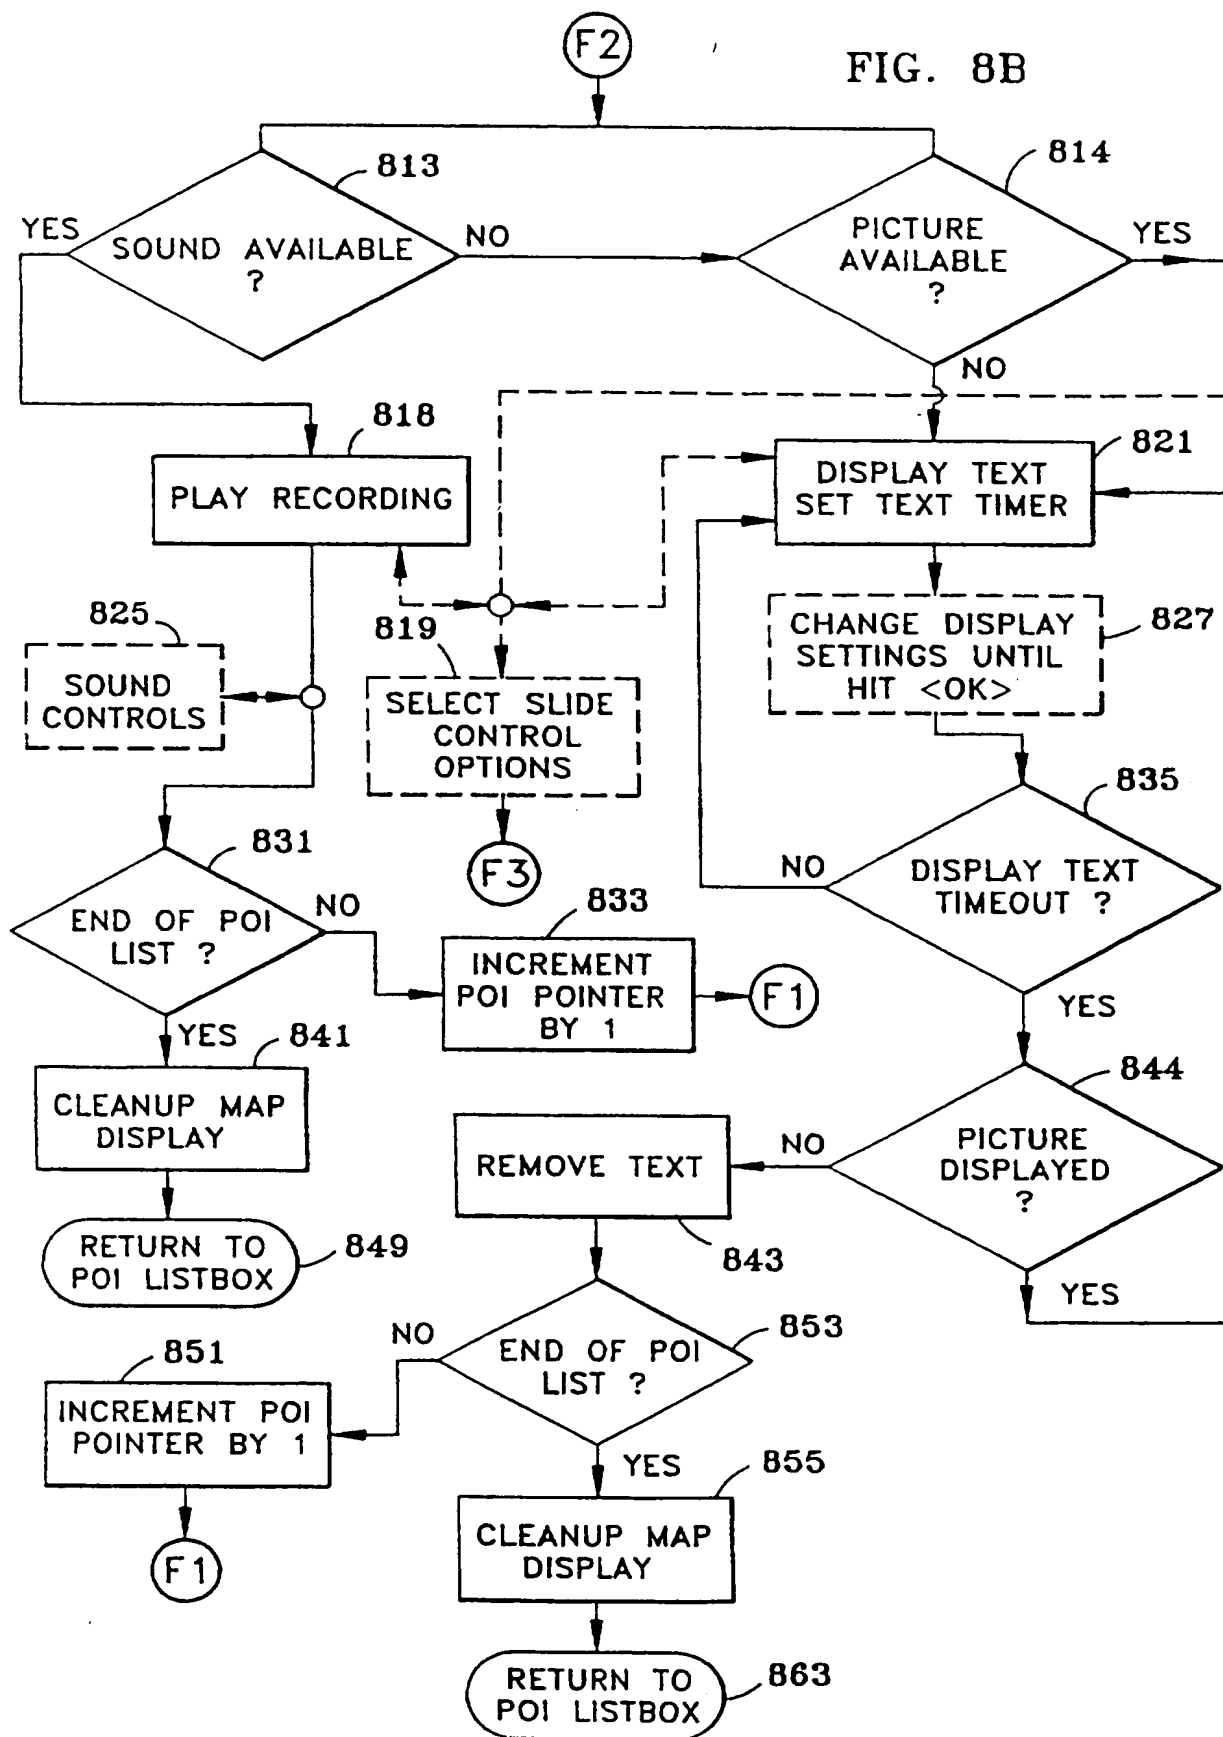 F2
FIG. 8B
813
814
YES
SOUND AVAILABLE
?
NO
PICTURE
AVAILABLE
?
YES
NO
818
PLAY RECORDING
821
DISPLAY TEXT
SET TEXT TIMER
825
SOUND
CONTROLS
819
SELECT SLIDE
CONTROL
OPTIONS
F3
CHANGE DISPLAY
SETTINGS UNTIL
HIT <OK>
827
835
NO
DISPLAY TEXT
TIMEOUT ?
YES
831
END OF POI
LIST ?
NO
YES
833
INCREMENT
POI POINTER
BY 1
F1
841
CLEANUP MAP
DISPLAY
RETURN TO
POI LISTBOX
849
844
PICTURE
DISPLAYED
?
NO
YES
REMOVE TEXT
843
853
END OF POI
LIST ?
NO
YES
851
INCREMENT POI
POINTER BY 1
F1
855
CLEANUP MAP
DISPLAY
RETURN TO
POI LISTBOX
863